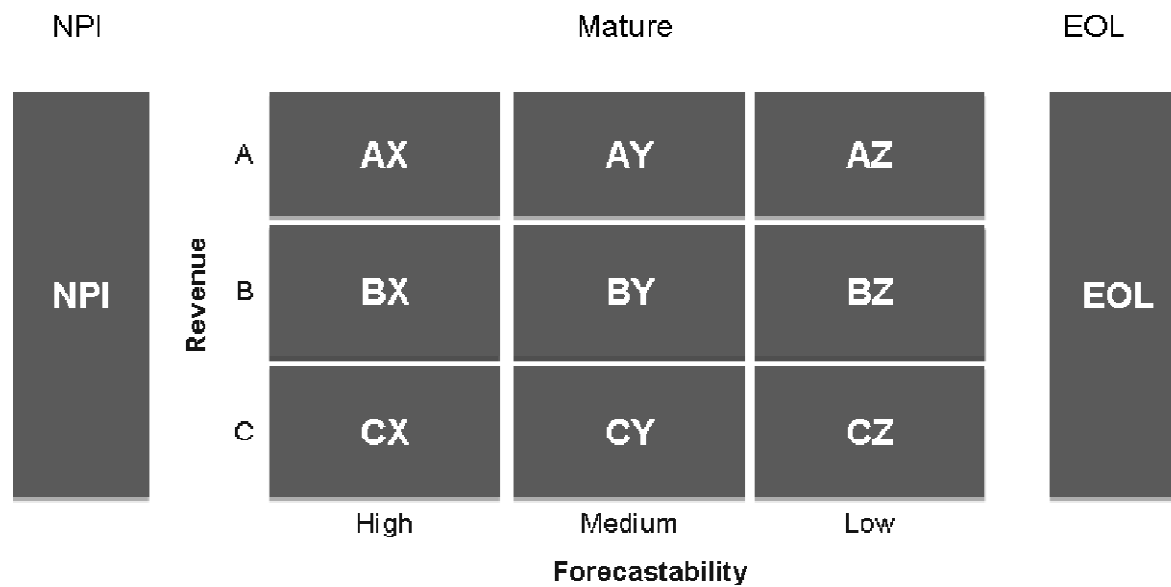 NPI Mature EOL
A AX AY AZ
Revenue
NPI B BX BY BZ EOL
C CX CY CZ
High Medium Low
Forecastability